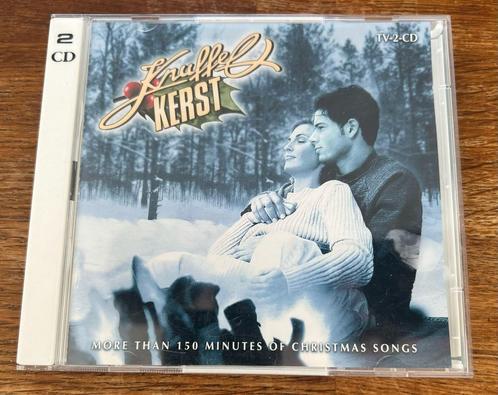 2
CD
TV-2-CD
Knuffel
KERST
MORE THAN 150 MINUTES OF CHRISTMAS SONGS